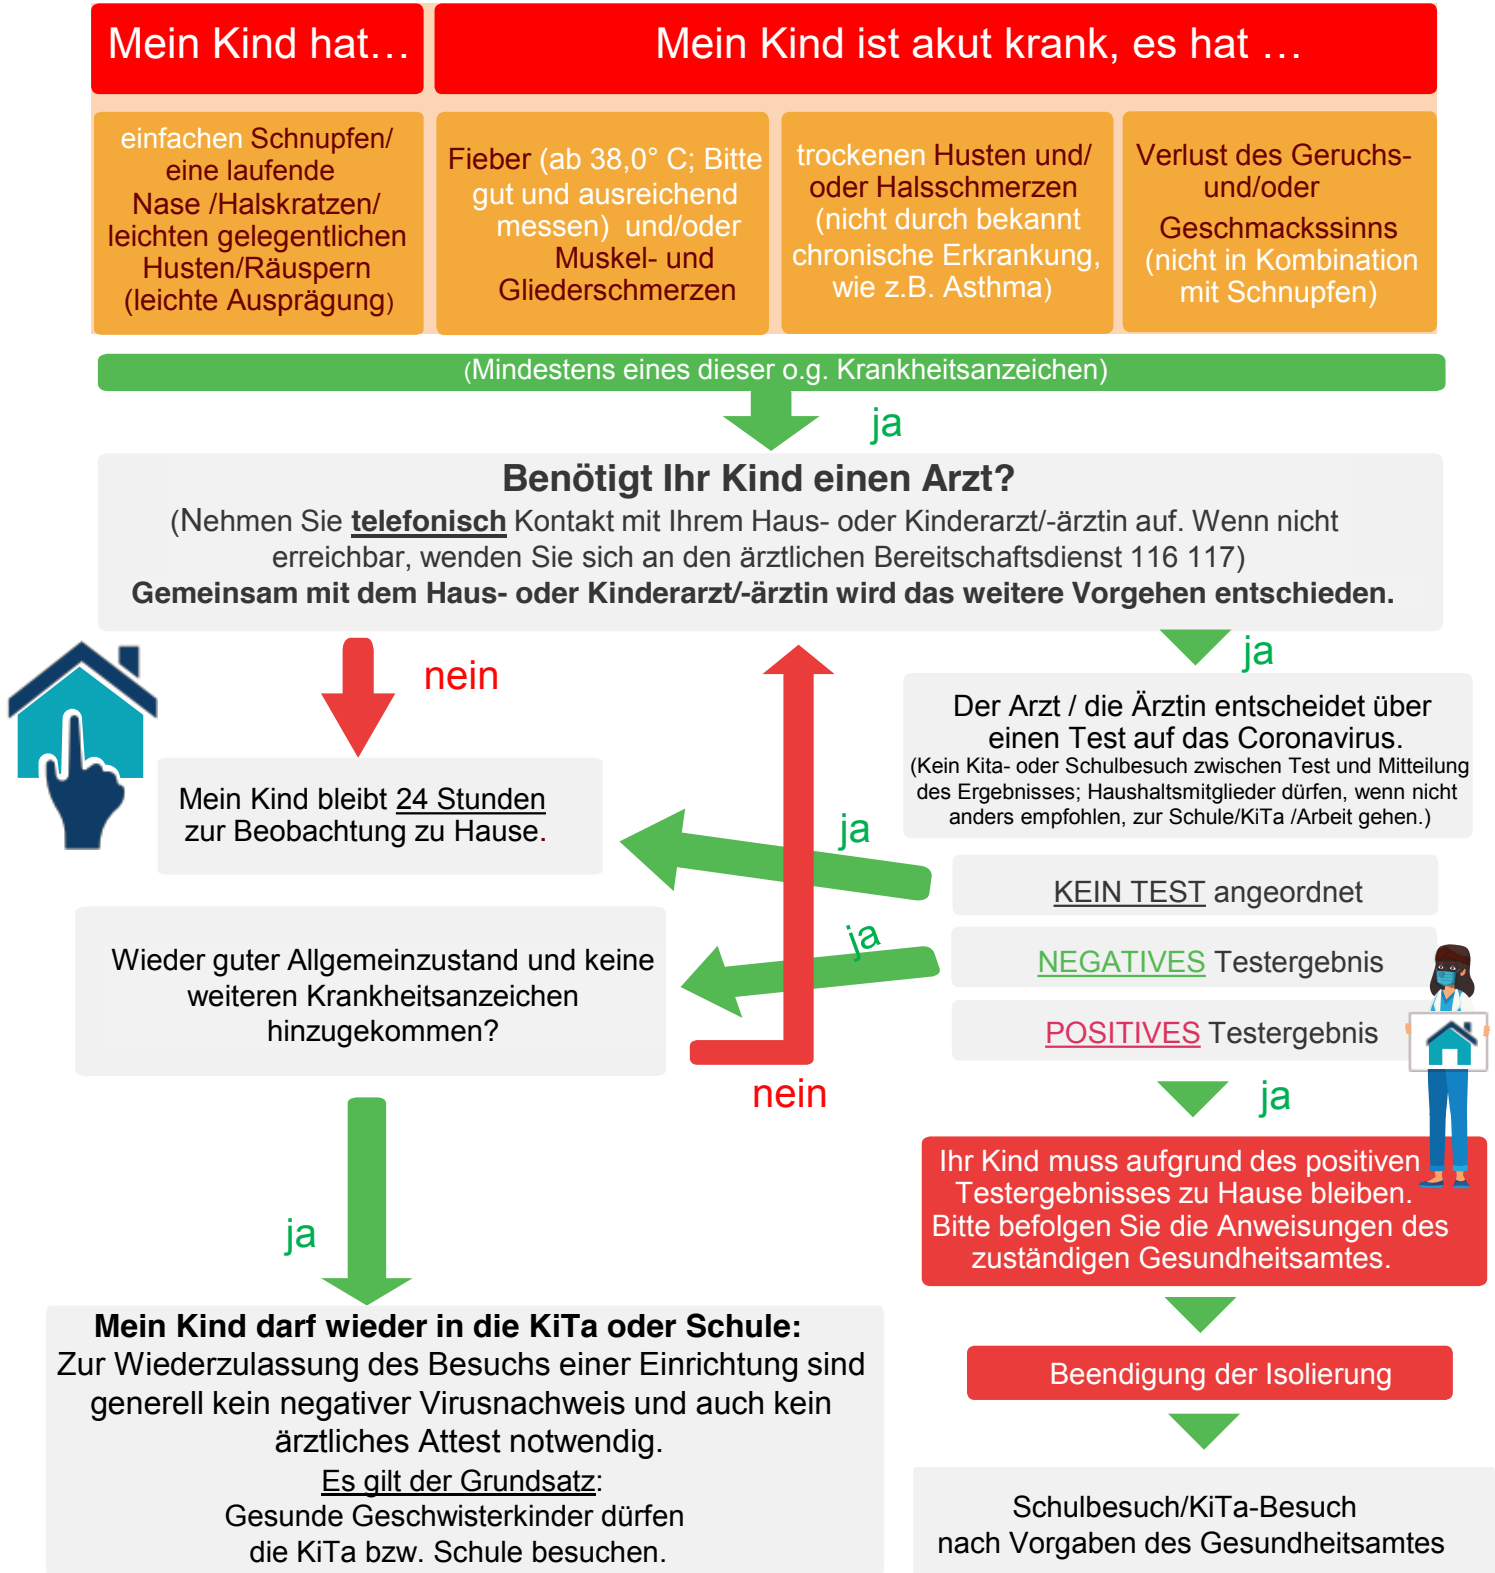 Mein Kind hat…
Mein Kind ist akut krank, es hat …
einfachen Schnupfen/
eine laufende
Nase /Halskratzen/
leichten gelegentlichen
Husten/Räuspern
(leichte Ausprägung)
Fieber (ab 38,0° C; Bitte
gut und ausreichend
messen) und/oder
Muskel- und
Gliederschmerzen
trockenen Husten und/
oder Halsschmerzen
(nicht durch bekannt
chronische Erkrankung,
wie z.B. Asthma)
Verlust des Geruchs-
und/oder
Geschmackssinns
(nicht in Kombination
mit Schnupfen)
(Mindestens eines dieser o.g. Krankheitsanzeichen)
ja
Benötigt Ihr Kind einen Arzt?
(Nehmen Sie telefonisch Kontakt mit Ihrem Haus- oder Kinderarzt/-ärztin auf. Wenn nicht
erreichbar, wenden Sie sich an den ärztlichen Bereitschaftsdienst 116 117)
Gemeinsam mit dem Haus- oder Kinderarzt/-ärztin wird das weitere Vorgehen entschieden.
nein
ja
Mein Kind bleibt 24 Stunden
zur Beobachtung zu Hause.
Der Arzt / die Ärztin entscheidet über
einen Test auf das Coronavirus.
(Kein Kita- oder Schulbesuch zwischen Test und Mitteilung
des Ergebnisses; Haushaltsmitglieder dürfen, wenn nicht
anders empfohlen, zur Schule/KiTa /Arbeit gehen.)
ja
KEIN TEST angeordnet
ja
NEGATIVES Testergebnis
POSITIVES Testergebnis
Wieder guter Allgemeinzustand und keine
weiteren Krankheitsanzeichen
hinzugekommen?
nein
ja
Ihr Kind muss aufgrund des positiven
Testergebnisses zu Hause bleiben.
Bitte befolgen Sie die Anweisungen des
zuständigen Gesundheitsamtes.
ja
Mein Kind darf wieder in die KiTa oder Schule:
Zur Wiederzulassung des Besuchs einer Einrichtung sind
generell kein negativer Virusnachweis und auch kein
ärztliches Attest notwendig.
Es gilt der Grundsatz:
Gesunde Geschwisterkinder dürfen
die KiTa bzw. Schule besuchen.
Beendigung der Isolierung
Schulbesuch/KiTa-Besuch
nach Vorgaben des Gesundheitsamtes